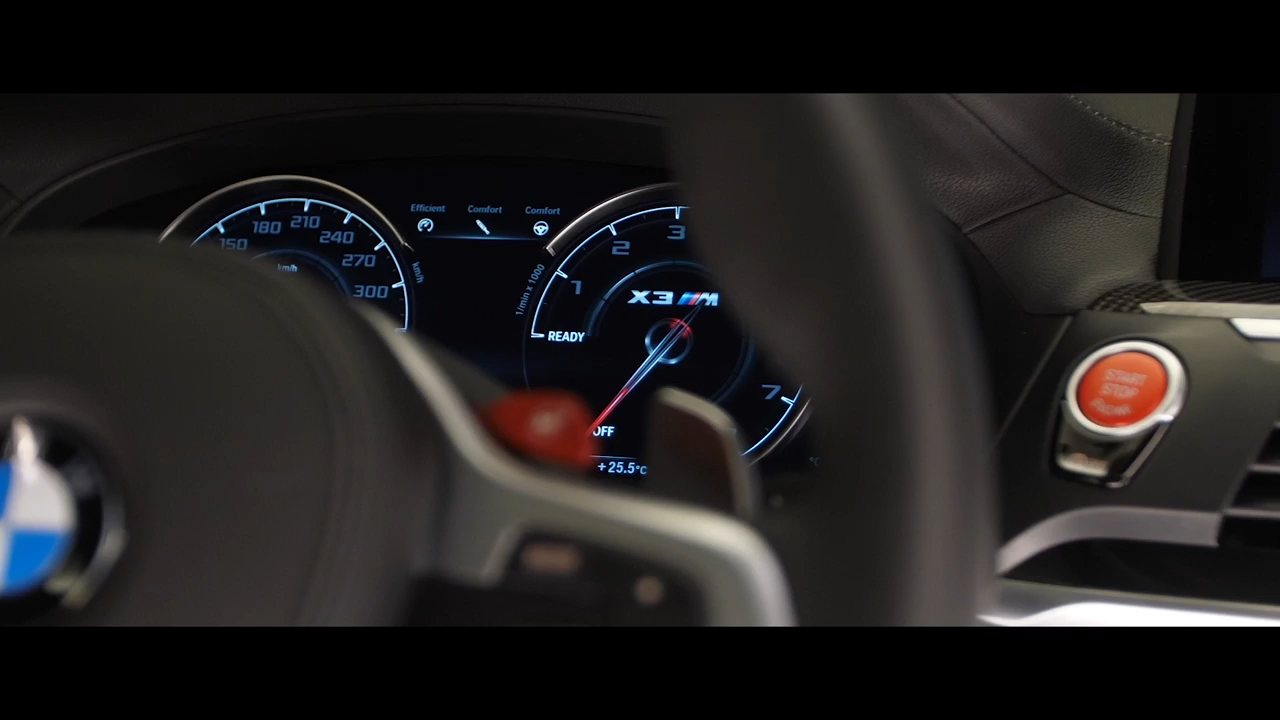 Efficient Comfort Comfort
150 180 210 240 270 300
km/h
km/h
1/min x 1000
1 2 3
X3 M
READY
7
OFF
+25.5°C
START
STOP